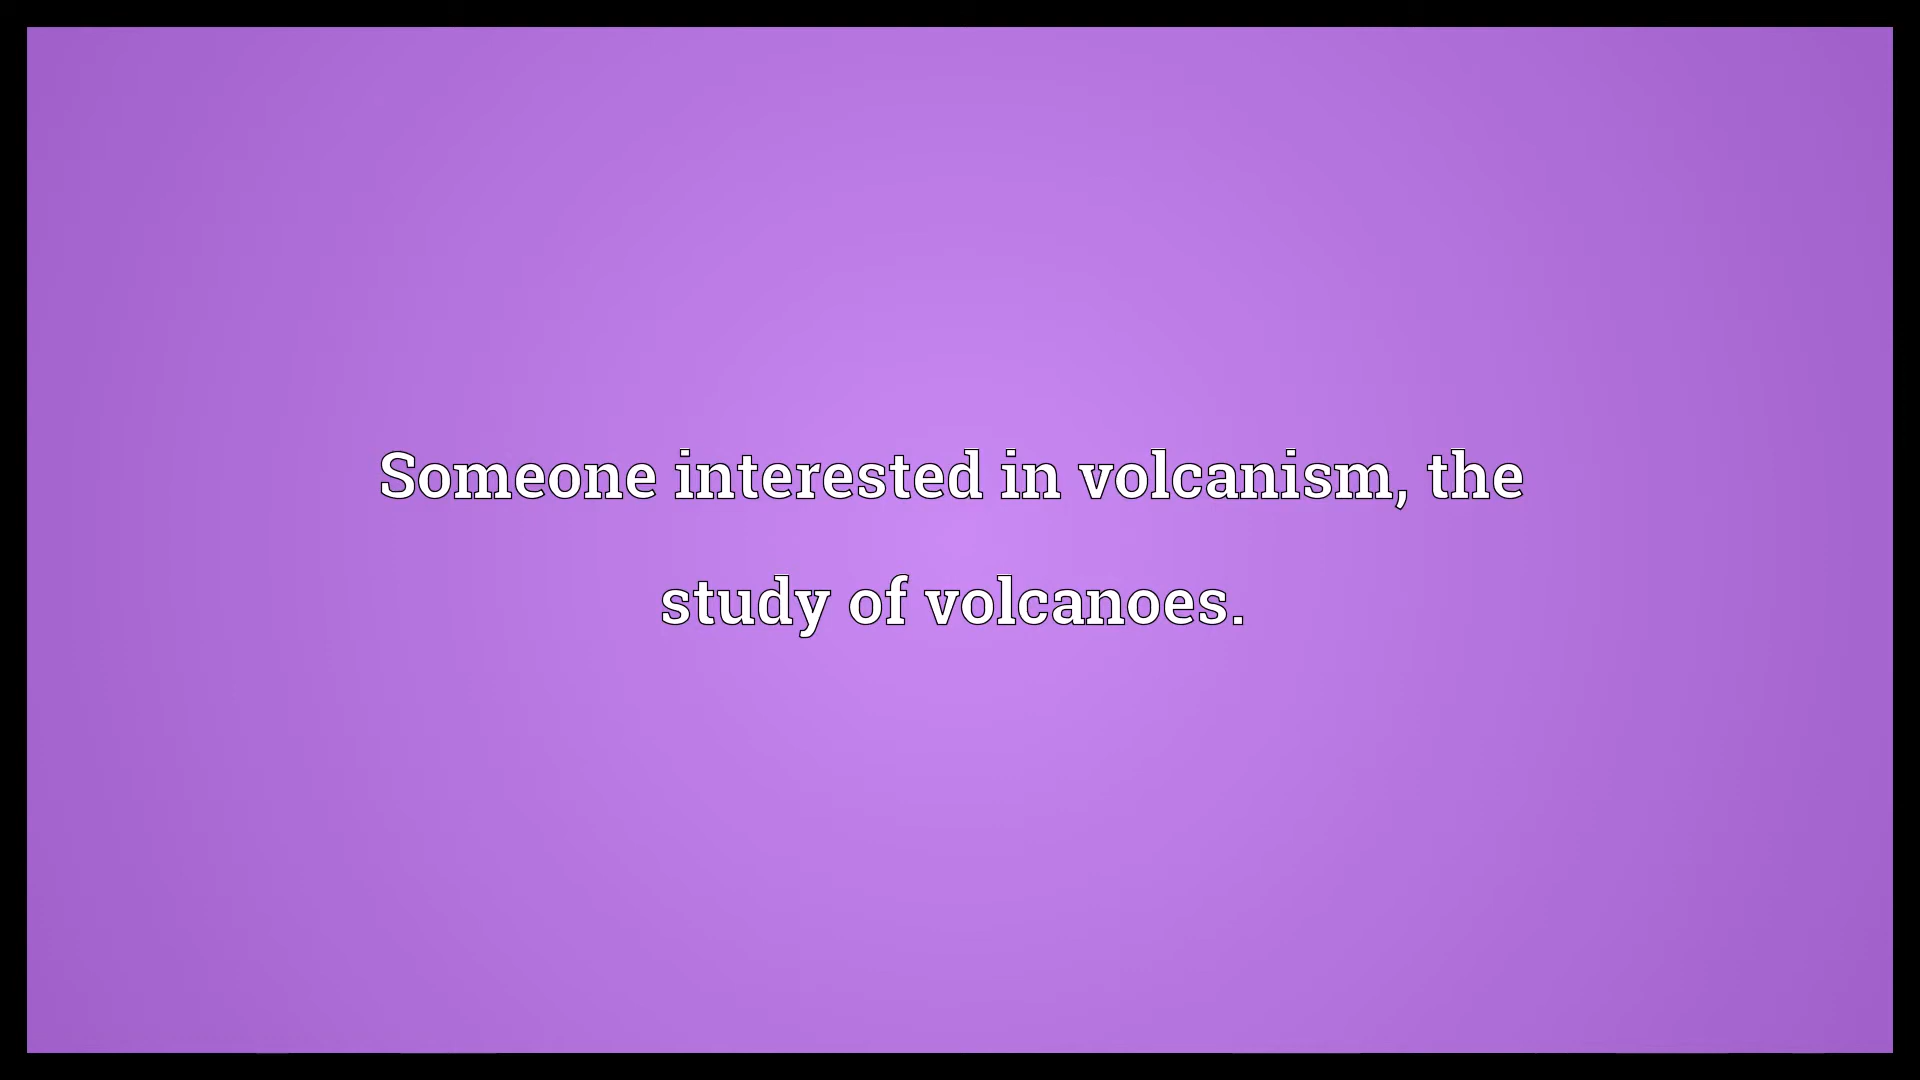 Someone interested in volcanism, the
study of volcanoes.